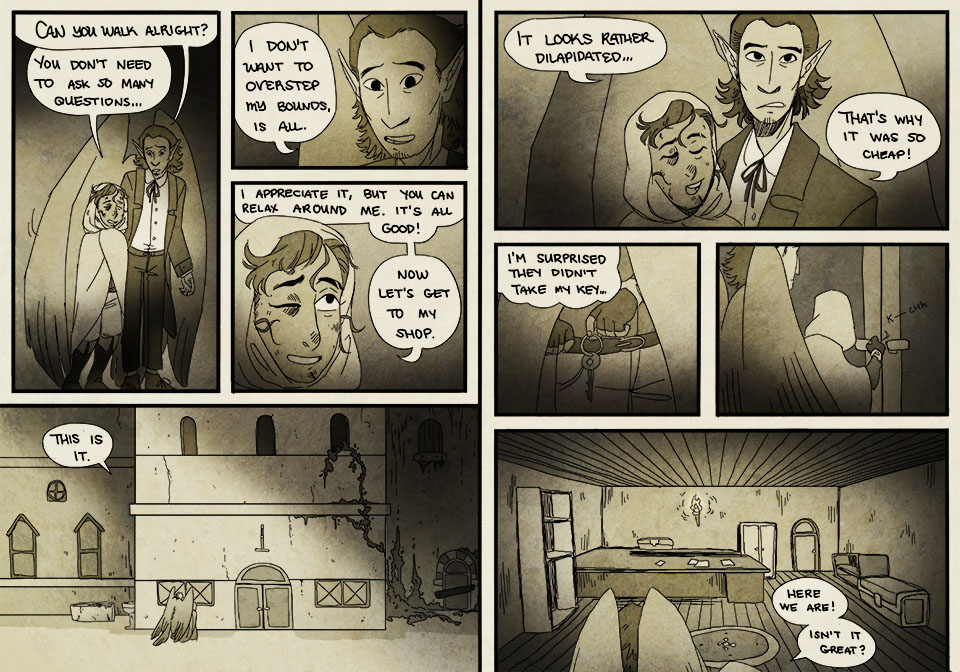 CAN YOU WALK ALRIGHT?
YOU DON'T NEED
TO ASK SO MANY
QUESTIONS...
I DON'T
WANT TO
OVERSTEP
MY BOUNDS,
IS ALL.
I APPRECIATE IT, BUT YOU CAN
RELAX AROUND ME. IT'S ALL
GOOD!
NOW
LET'S GET
TO MY
SHOP.
THIS IS
IT.
IT LOOKS RATHER
DILAPIDATED...
THAT'S WHY
IT WAS SO
CHEAP!
I'M SURPRISED
THEY DIDN'T
TAKE MY KEY...
K-CHK
HERE
WE ARE!
ISN'T IT
GREAT?